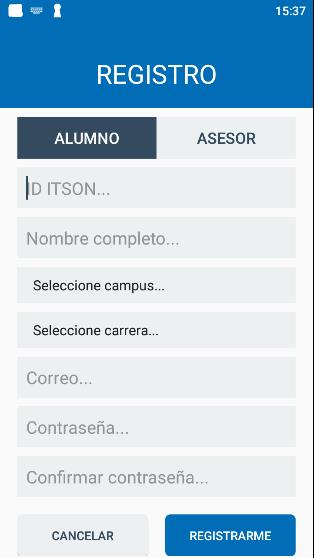 15:37
REGISTRO
ALUMNO ASESOR
ID ITSON...
Nombre completo...
Seleccione campus...
Seleccione carrera...
Correo...
Contraseña...
Confirmar contraseña...
CANCELAR REGISTRARME